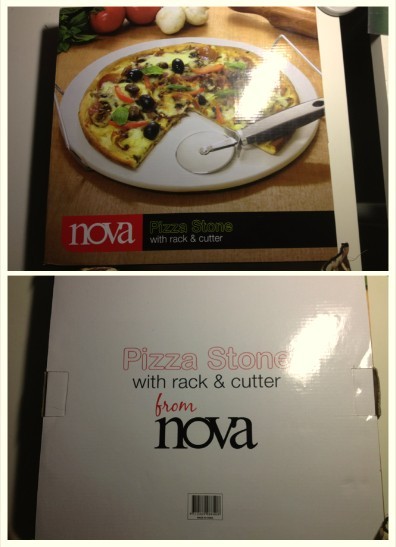 nova
Pizza Stone
with rack & cutter
Pizza Stone
with rack & cutter
from
nova